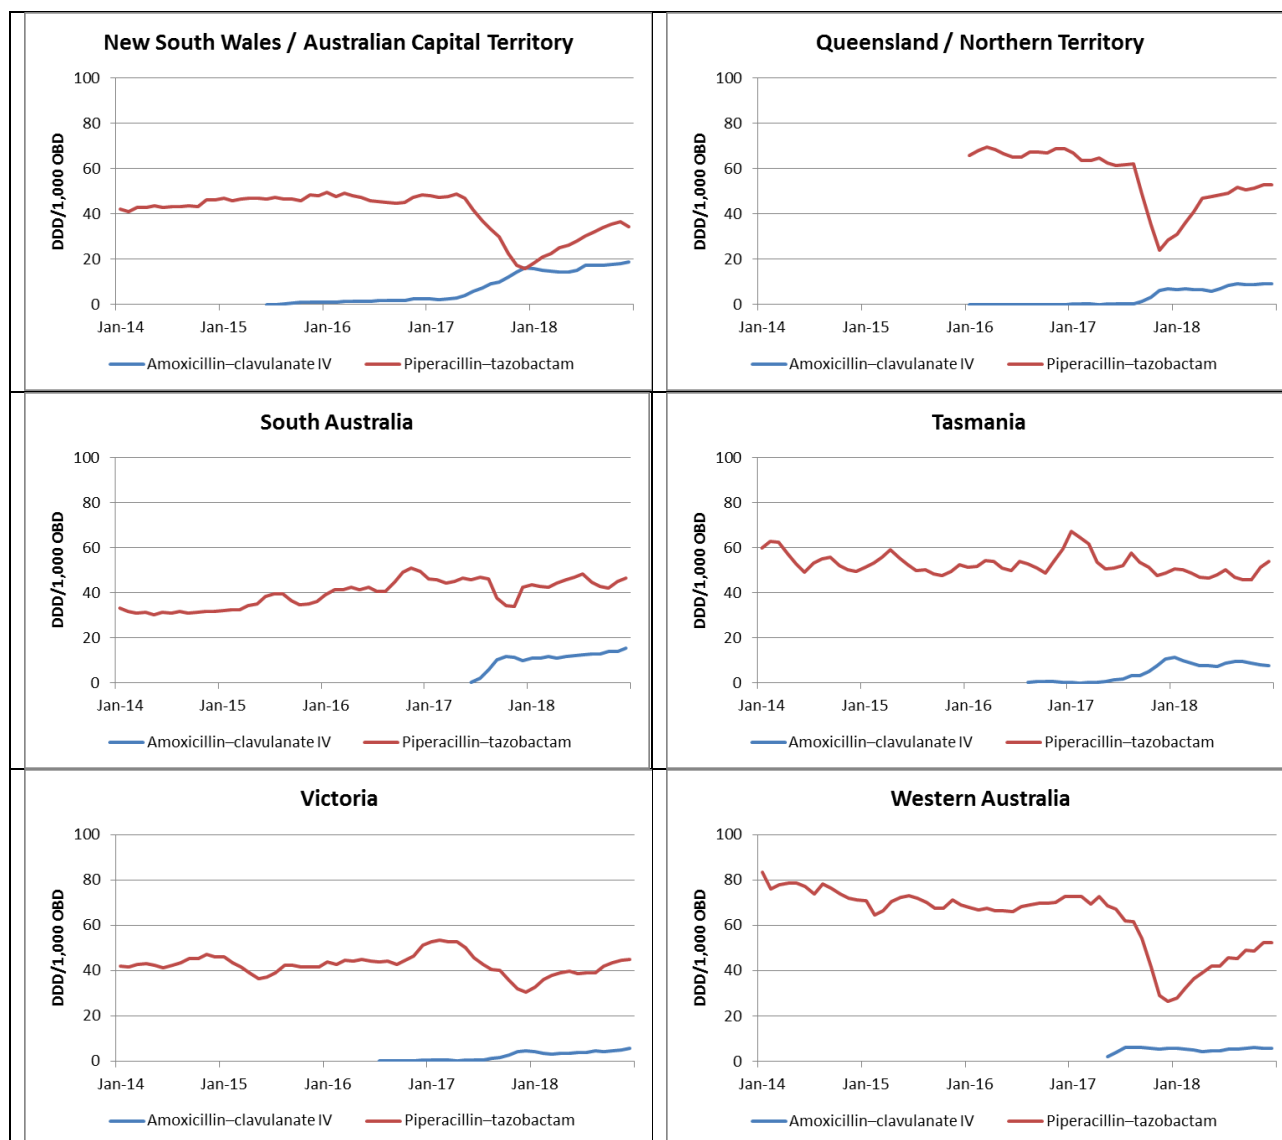 New South Wales / Australian Capital Territory
100
80
60
40
20
0
DDD/1,000 OBD
Jan-14 Jan-15 Jan-16 Jan-17 Jan-18
Amoxicillin–clavulanate IV Piperacillin–tazobactam
Queensland / Northern Territory
100
80
60
40
20
0
DDD/1,000 OBD
Jan-14 Jan-15 Jan-16 Jan-17 Jan-18
Amoxicillin–clavulanate IV Piperacillin–tazobactam
South Australia
100
80
60
40
20
0
DDD/1,000 OBD
Jan-14 Jan-15 Jan-16 Jan-17 Jan-18
Amoxicillin–clavulanate IV Piperacillin–tazobactam
Tasmania
100
80
60
40
20
0
DDD/1,000 OBD
Jan-14 Jan-15 Jan-16 Jan-17 Jan-18
Amoxicillin–clavulanate IV Piperacillin–tazobactam
Victoria
100
80
60
40
20
0
DDD/1,000 OBD
Jan-14 Jan-15 Jan-16 Jan-17 Jan-18
Amoxicillin–clavulanate IV Piperacillin–tazobactam
Western Australia
100
80
60
40
20
0
DDD/1,000 OBD
Jan-14 Jan-15 Jan-16 Jan-17 Jan-18
Amoxicillin–clavulanate IV Piperacillin–tazobactam